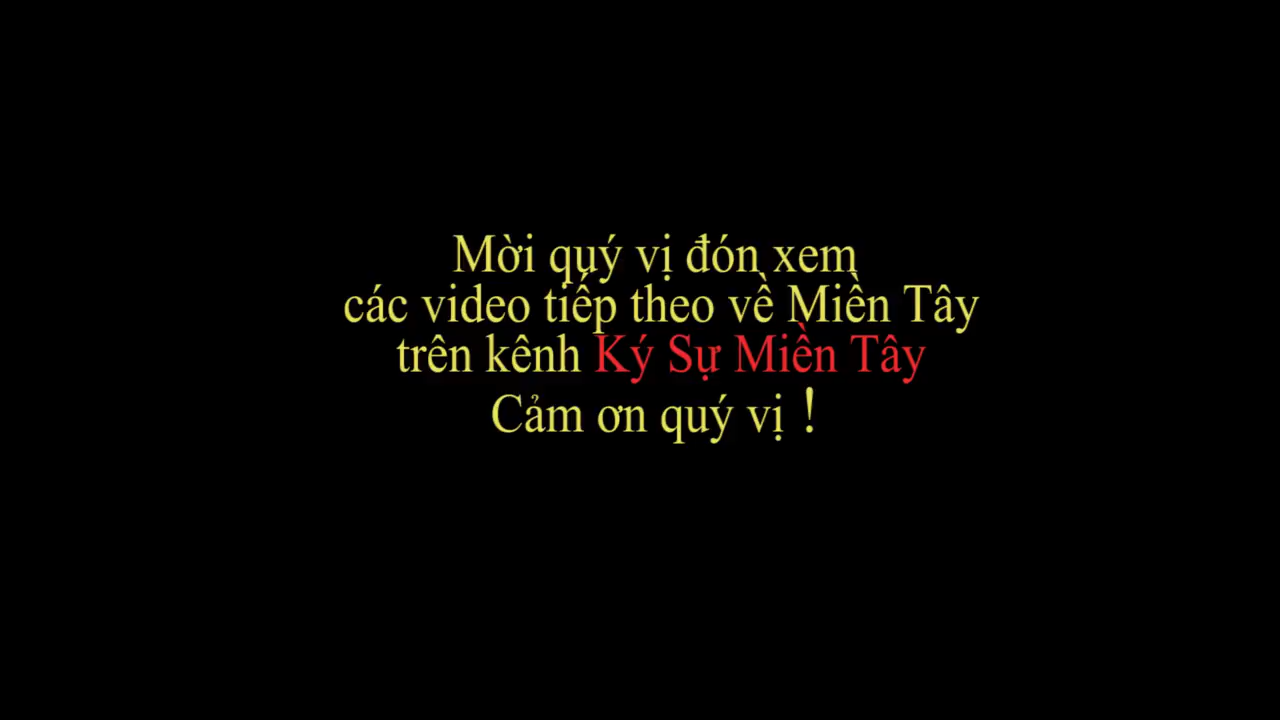 Mời quý vị đón xem
các video tiếp theo về Miền Tây
trên kênh Ký Sự Miền Tây
Cảm ơn quý vị !